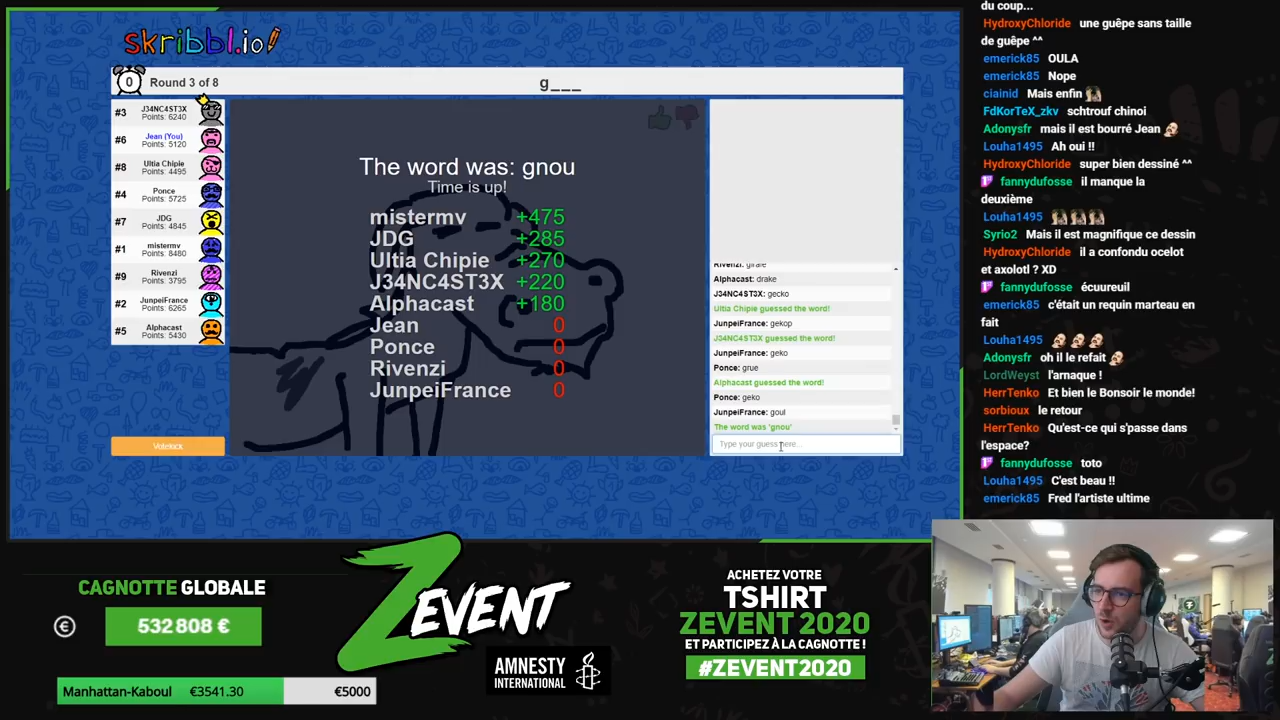 skribbl.io
0
Round 3 of 8
g___
#3
J34NC4ST3X
Points: 6240
#6
Jean (You)
Points: 5120
#8
Ultia Chipie
Points: 4495
#4
Ponce
Points: 5725
#7
JDG
Points: 4845
#1
mistermv
Points: 8480
#9
Rivenzi
Points: 3795
#2
JunpeiFrance
Points: 6265
#5
Alphacast
Points: 5430
Votekick
The word was: gnou
Time is up!
mistermv +475
JDG +285
Ultia Chipie +270
J34NC4ST3X +220
Alphacast +180
Jean 0
Ponce 0
Rivenzi 0
JunpeiFrance 0
Rivenzi: girafe
Alphacast: drake
J34NC4ST3X: gecko
Ultia Chipie guessed the word!
JunpeiFrance: gekop
J34NC4ST3X guessed the word!
JunpeiFrance: geko
Ponce: grue
Alphacast guessed the word!
Ponce: geko
JunpeiFrance: goul
The word was 'gnou'
Type your guess here...
du coup...
HydroxyChloride une guêpe sans taille
de guêpe ^^
emerick85 OULA
emerick85 Nope
ciainid Mais enfin
FdKorTeX_zkv schtrouf chinoi
Adonysfr mais il est bourré Jean
Louha1495 Ah oui !!
HydroxyChloride super bien dessiné ^^
fannydufosse il manque la
deuxième
Louha1495
Syrio2 Mais il est magnifique ce dessin
HydroxyChloride il a confondu ocelot
et axolotl ? XD
fannydufosse écuureuil
emerick85 c'était un requin marteau en
fait
Louha1495
Adonysfr oh il le refait
LordWeyst l'arnaque !
HerrTenko Et bien le Bonsoir le monde!
sorbioux le retour
HerrTenko Qu'est-ce qui s'passe dans
l'espace?
fannydufosse toto
Louha1495 C'est beau !!
emerick85 Fred l'artiste ultime
CAGNOTTE GLOBALE
€
532 808 €
Manhattan-Kaboul €3541.30 €5000
ZEVENT
AMNESTY
INTERNATIONAL
ACHETEZ VOTRE
TSHIRT
ZEVENT 2020
ET PARTICIPEZ À LA CAGNOTTE !
#ZEVENT2020